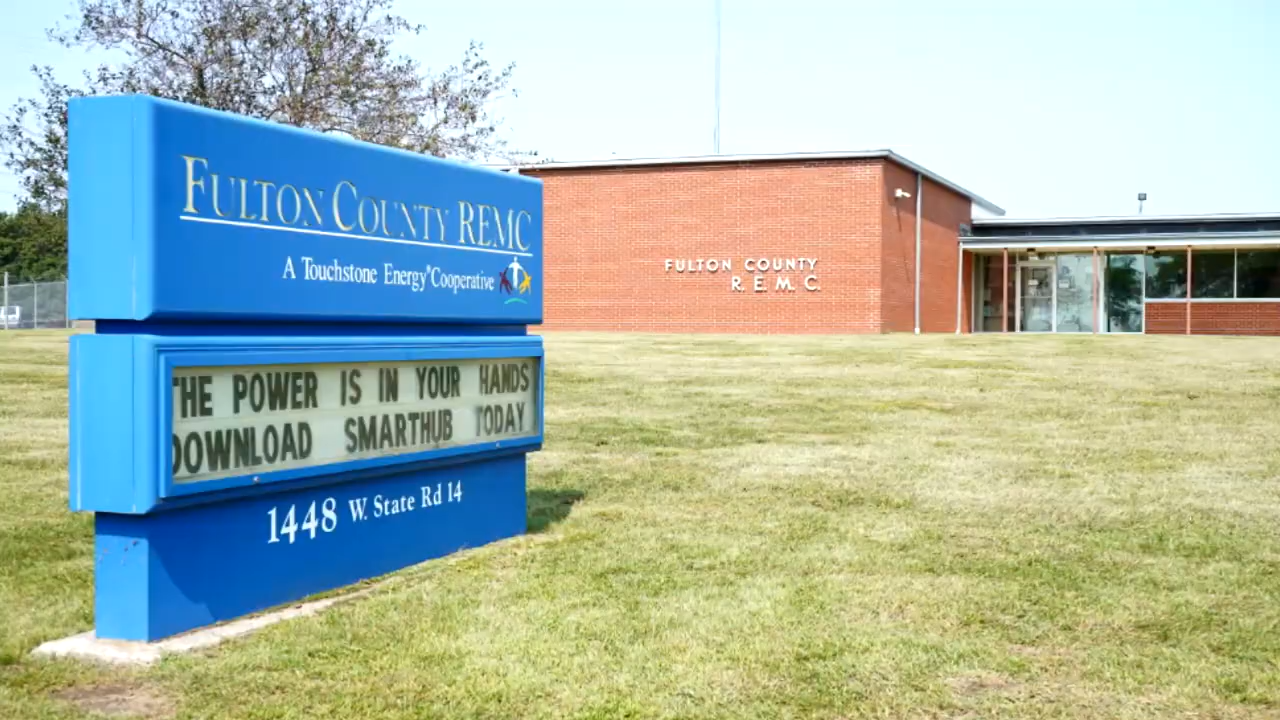 FULTON COUNTY REMC
A Touchstone Energy® Cooperative
THE POWER IS IN YOUR HANDS
DOWNLOAD SMARTHUB TODAY
1448 W. State Rd 14
FULTON COUNTY
R. E. M. C.